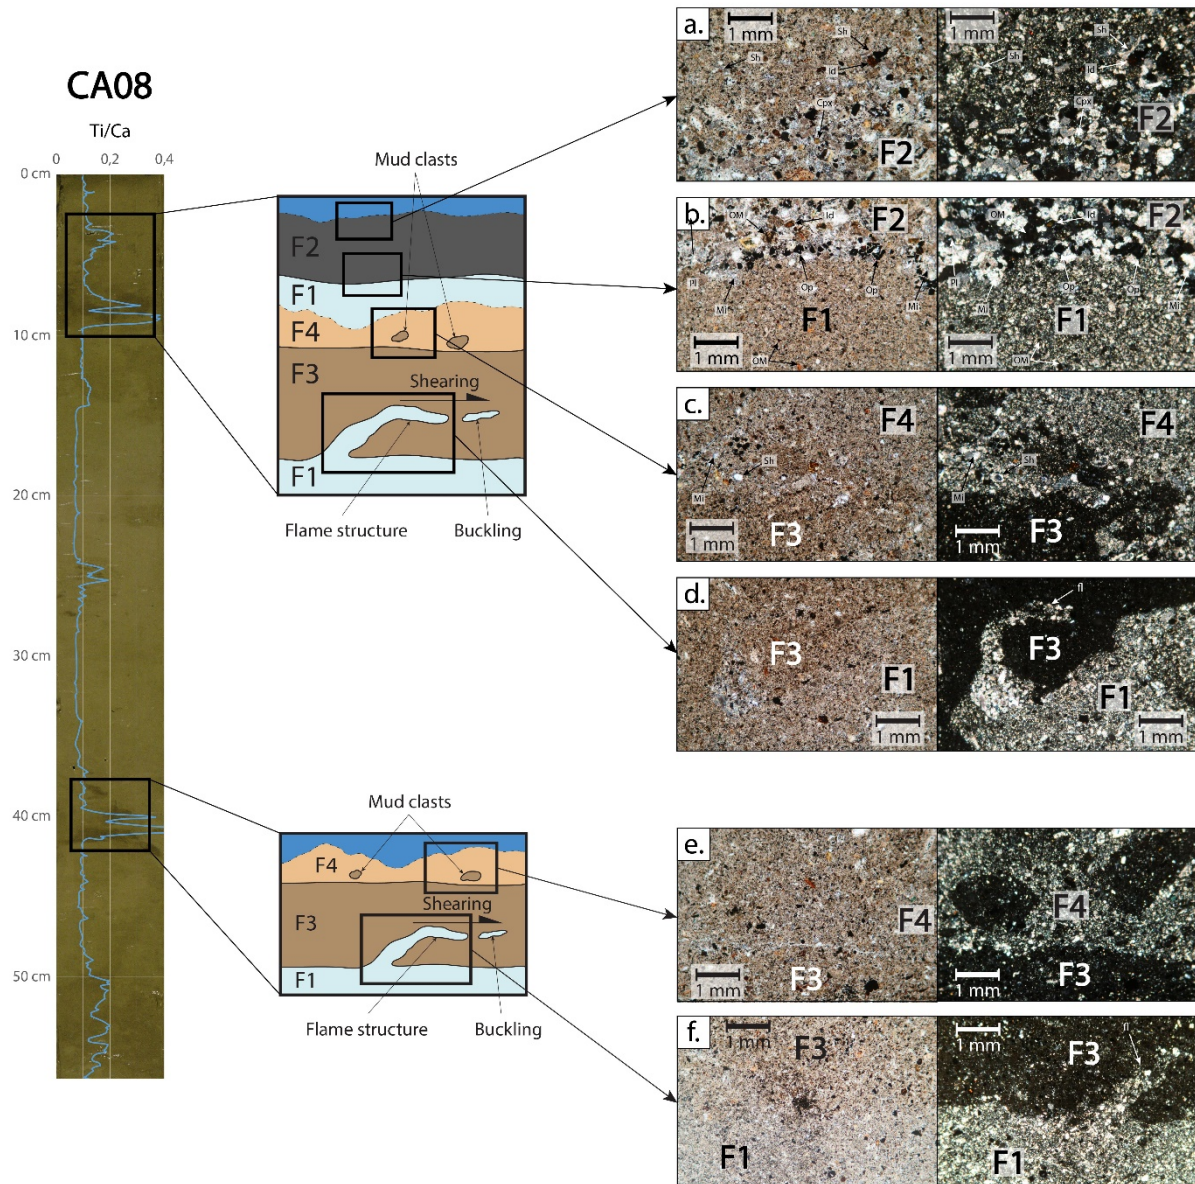 CA08
Ti/Ca
0 0,2 0,4
0 cm
10 cm
20 cm
30 cm
40 cm
50 cm
Mud clasts
F2
F1
F4
F3
Shearing
F1
Flame structure
Buckling
Mud clasts
F4
Shearing
F3
F1
Flame structure
Buckling
a.
1 mm
Sh
Sh
Id
Cpx
F2
1 mm
Sh
Sh
Id
Cpx
F2
b.
OM
Id
F2
Pl
Mi
Op
Op
Mi
F1
1 mm
OM
OM
Id
F2
Pl
Mi
Op
Op
Mi
F1
1 mm
OM
c.
F4
Sh
Mi
F3
1 mm
F4
Mi
Sh
F3
1 mm
d.
F3
F1
1 mm
fl
F3
F1
1 mm
e.
F4
F3
1 mm
F4
F3
1 mm
f.
1 mm
F3
F1
1 mm
F3
fl
F1